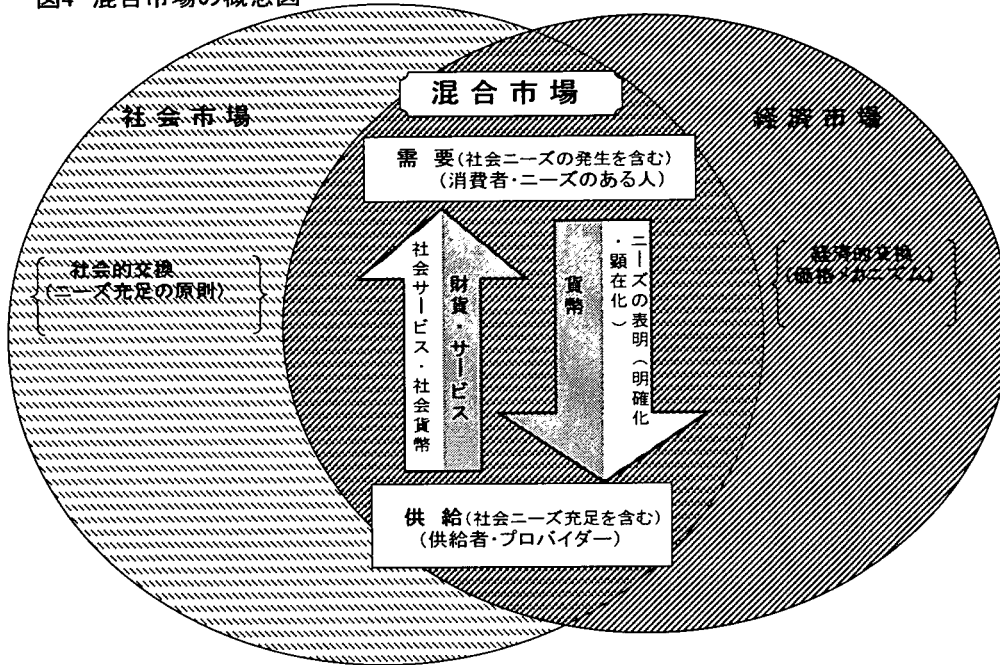 図4 混合市場の概念図
混合市場
社会市場
経済市場
需 要(社会ニーズの発生を含む)
(消費者・ニーズのある人)
社会的交換
(ニーズ充足の原則)
経済的交換
(価格メカニズム)
社会サービス・社会貨幣
財貨・サービス
貨幣
ニーズの表明(明確化
・顕在化)
供 給(社会ニーズ充足を含む)
(供給者・プロバイダー)